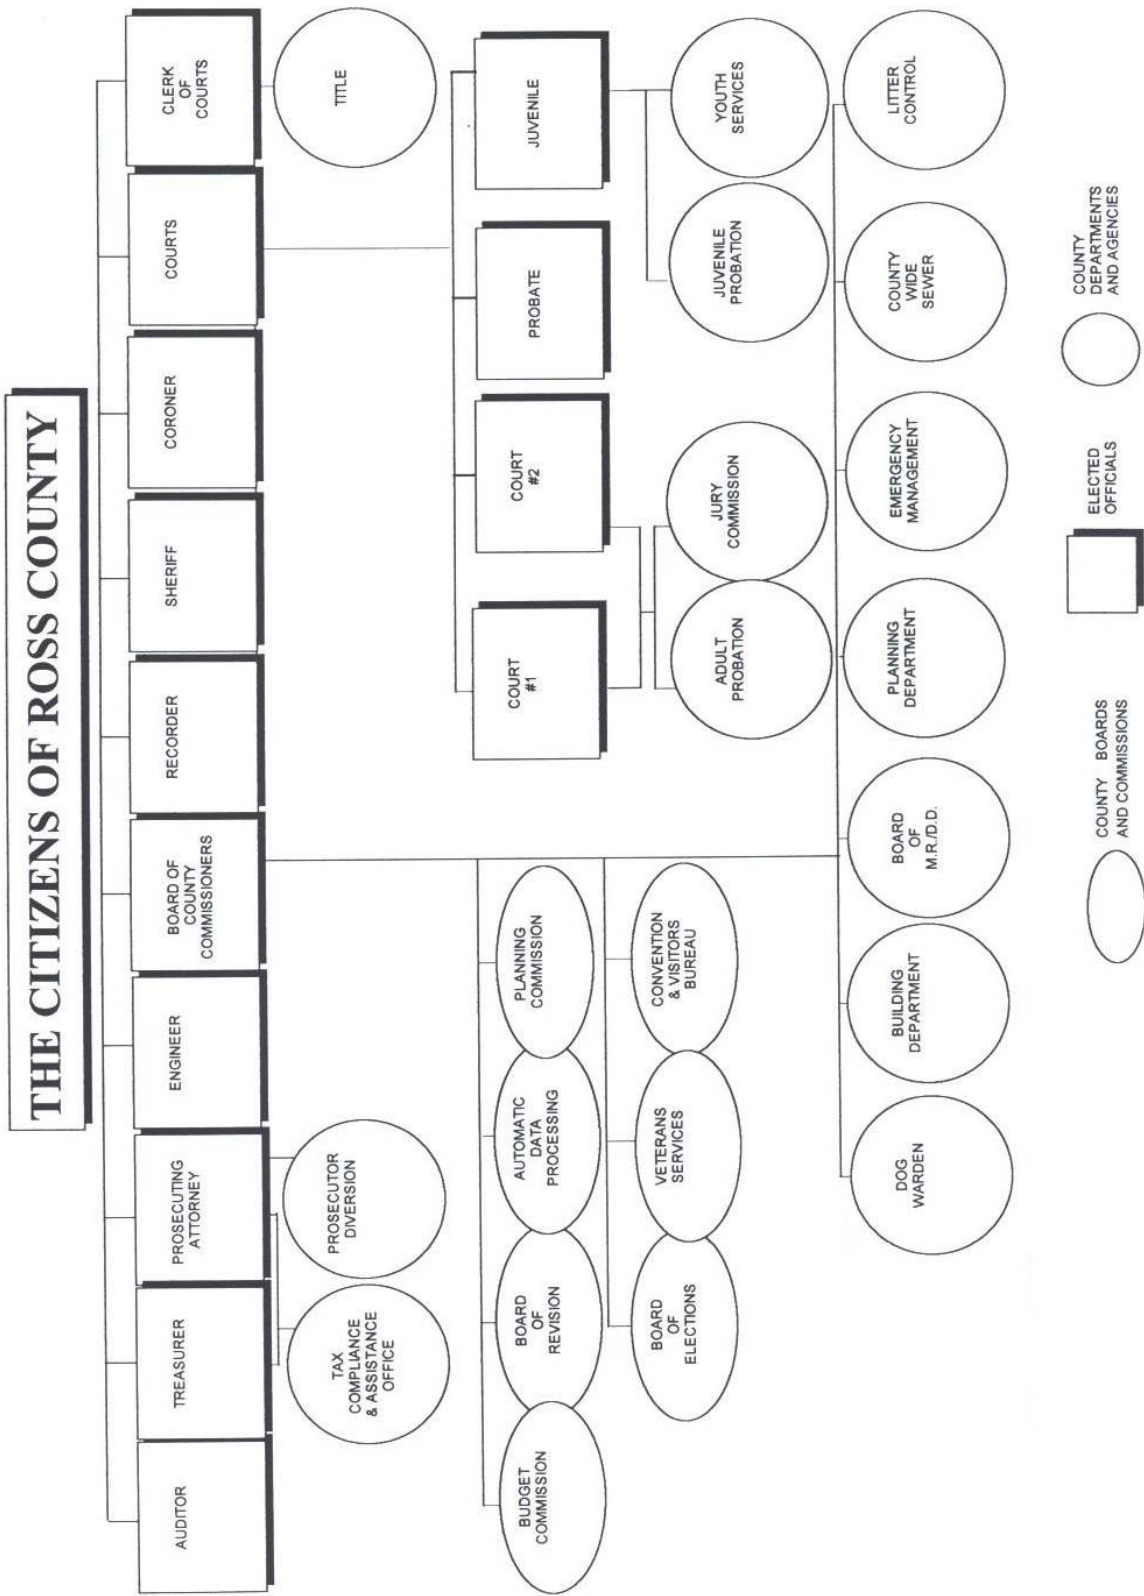 THE CITIZENS OF ROSS COUNTY
AUDITOR
TREASURER
PROSECUTING
ATTORNEY
ENGINEER
BOARD OF
COUNTY
COMMISSIONERS
RECORDER
SHERIFF
CORONER
COURTS
CLERK
OF
COURTS
TAX
COMPLIANCE
& ASSISTANCE
OFFICE
PROSECUTOR
DIVERSION
TITLE
COURT
#1
COURT
#2
PROBATE
JUVENILE
BUDGET
COMMISSION
BOARD
OF
REVISION
AUTOMATIC
DATA
PROCESSING
PLANNING
COMMISSION
BOARD
OF
ELECTIONS
VETERANS
SERVICES
CONVENTION
& VISITORS
BUREAU
ADULT
PROBATION
JURY
COMMISSION
JUVENILE
PROBATION
YOUTH
SERVICES
DOG
WARDEN
BUILDING
DEPARTMENT
BOARD
OF
M.R./D.D.
PLANNING
DEPARTMENT
EMERGENCY
MANAGEMENT
COUNTY
WIDE
SEWER
LITTER
CONTROL
COUNTY BOARDS
AND COMMISSIONS
ELECTED
OFFICIALS
COUNTY
DEPARTMENTS
AND AGENCIES